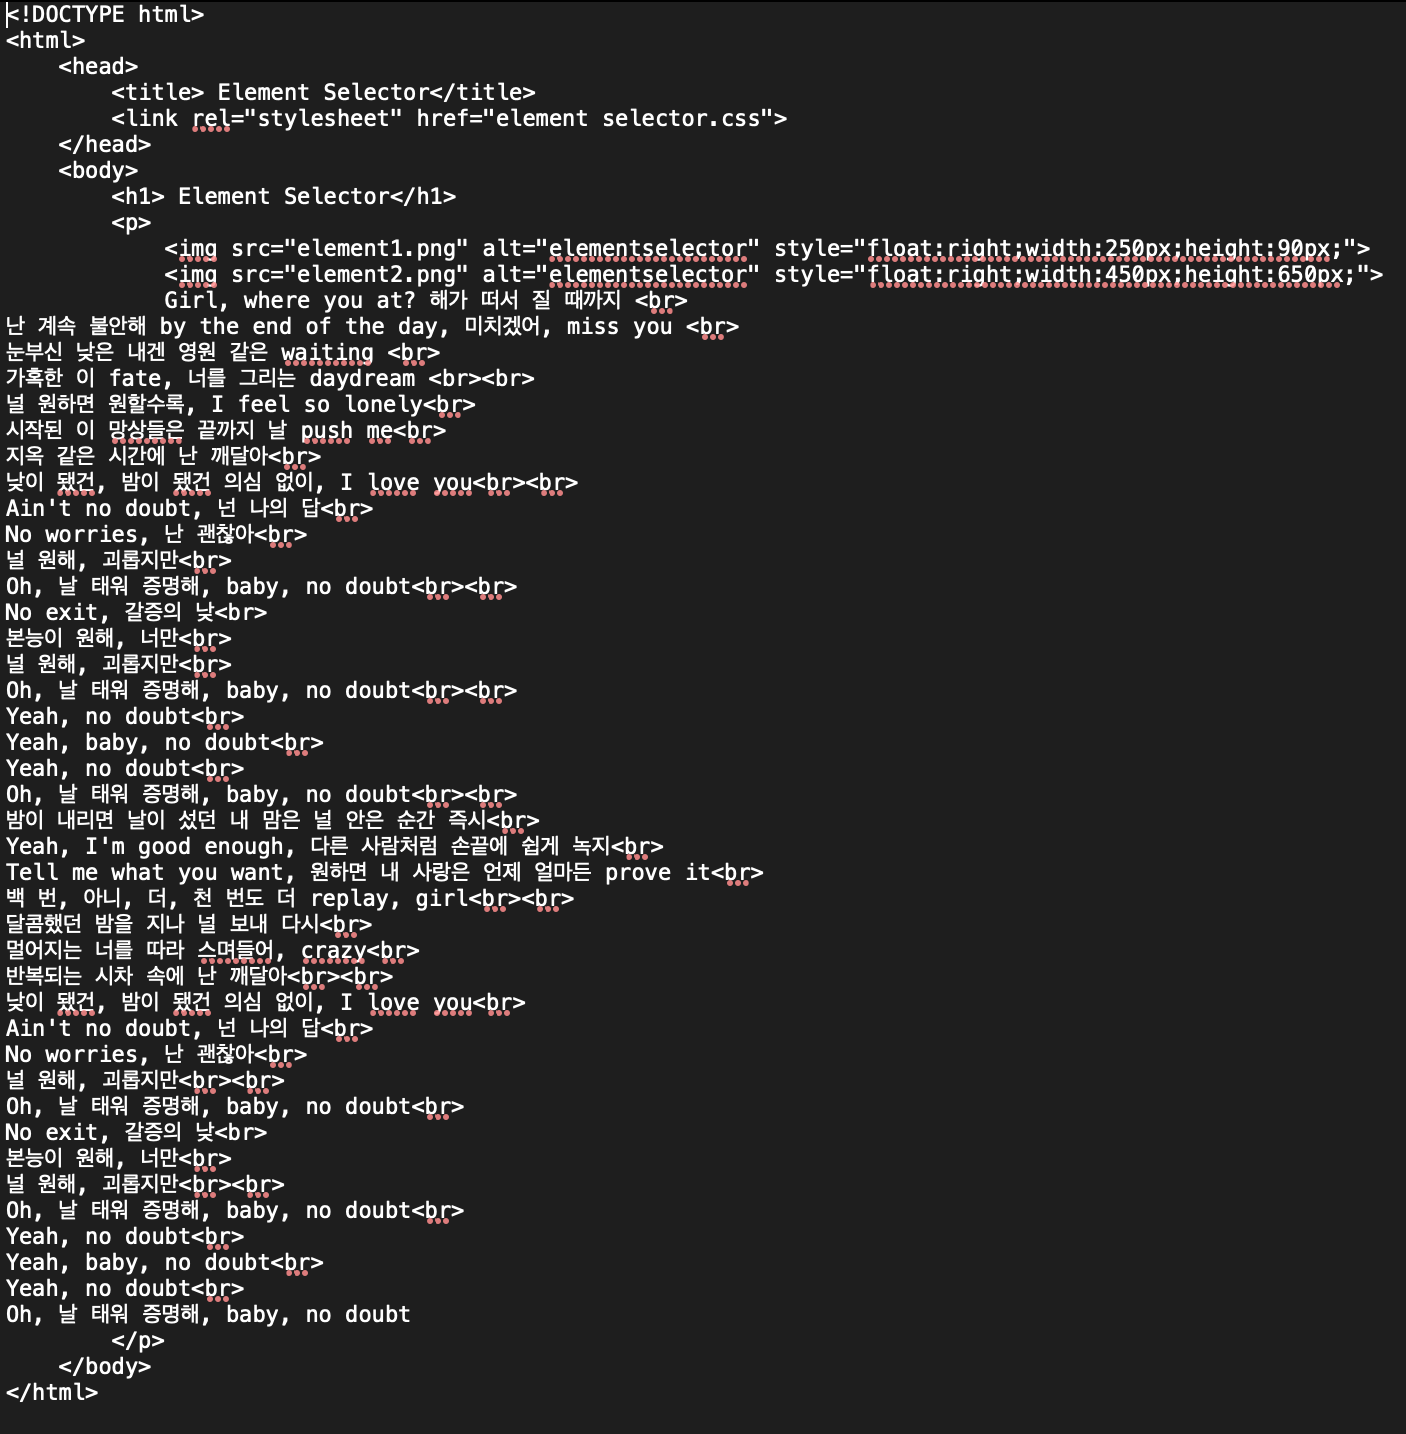 <!DOCTYPE html>
<html>
    <head>
        <title> Element Selector</title>
        <link rel="stylesheet" href="element selector.css">
    </head>
    <body>
        <h1> Element Selector</h1>
        <p>
            <img src="element1.png" alt="elementselector" style="float:right;width:250px;height:90px;">
            <img src="element2.png" alt="elementselector" style="float:right;width:450px;height:650px;">
            Girl, where you at? 해가 떠서 질 때까지 <br>
난 계속 불안해 by the end of the day, 미치겠어, miss you <br>
눈부신 낮은 내겐 영원 같은 waiting <br>
가혹한 이 fate, 너를 그리는 daydream <br><br>
널 원하면 원할수록, I feel so lonely<br>
시작된 이 망상들은 끝까지 날 push me<br>
지옥 같은 시간에 난 깨달아<br>
낮이 됐건, 밤이 됐건 의심 없이, I love you<br><br>
Ain't no doubt, 넌 나의 답<br>
No worries, 난 괜찮아<br>
널 원해, 괴롭지만<br>
Oh, 날 태워 증명해, baby, no doubt<br><br>
No exit, 갈증의 낮<br>
본능이 원해, 너만<br>
널 원해, 괴롭지만<br>
Oh, 날 태워 증명해, baby, no doubt<br><br>
Yeah, no doubt<br>
Yeah, baby, no doubt<br>
Yeah, no doubt<br>
Oh, 날 태워 증명해, baby, no doubt<br><br>
밤이 내리면 날이 섰던 내 맘은 널 안은 순간 즉시<br>
Yeah, I'm good enough, 다른 사람처럼 손끝에 쉽게 녹지<br>
Tell me what you want, 원하면 내 사랑은 언제 얼마든 prove it<br>
백 번, 아니, 더, 천 번도 더 replay, girl<br><br>
달콤했던 밤을 지나 널 보내 다시<br>
멀어지는 너를 따라 스며들어, crazy<br>
반복되는 시차 속에 난 깨달아<br><br>
낮이 됐건, 밤이 됐건 의심 없이, I love you<br>
Ain't no doubt, 넌 나의 답<br>
No worries, 난 괜찮아<br>
널 원해, 괴롭지만<br><br>
Oh, 날 태워 증명해, baby, no doubt<br>
No exit, 갈증의 낮<br>
본능이 원해, 너만<br>
널 원해, 괴롭지만<br><br>
Oh, 날 태워 증명해, baby, no doubt<br>
Yeah, no doubt<br>
Yeah, baby, no doubt<br>
Yeah, no doubt<br>
Oh, 날 태워 증명해, baby, no doubt
        </p>
    </body>
</html>